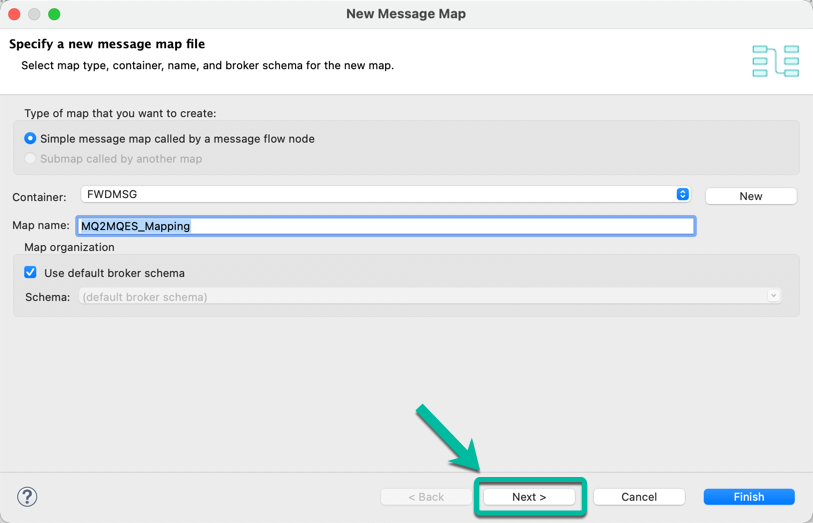 New Message Map
Specify a new message map file
Select map type, container, name, and broker schema for the new map.
Type of map that you want to create:
Simple message map called by a message flow node
Submap called by another map
Container: FWDMSG New
Map name: MQ2MQES_Mapping
Map organization
Use default broker schema
Schema: (default broker schema)
? < Back Next > Cancel Finish